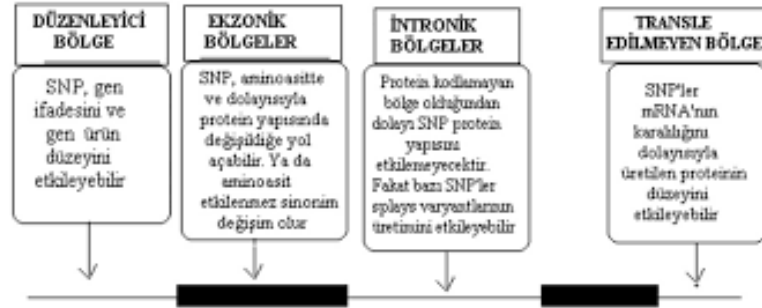 DÜZENLEYİCİ
BÖLGE
SNP, gen
ifadesini ve
gen ürün
düzeyini
etkileyebilir
EKZONİK
BÖLGELER
SNP, aminoasitte
ve dolayısıyla
protein yapısında
değişikliğe yol
açabilir. Ya da
aminoasit
etkilenmez sinonim
değişim olur
İNTRONİK
BÖLGELER
Protein kodlamayan
bölge olduğundan
dolayı SNP protein
yapısını
etkilemeyecektir.
Fakat bazı SNP'ler
splays varyantlarının
üretimini etkileyebilir
TRANSLE
EDİLMEYEN BÖLGE
SNP'ler
mRNA'nın
karalılığını
dolayısıyla
üretilen proteinin
düzeyini
etkileyebilir